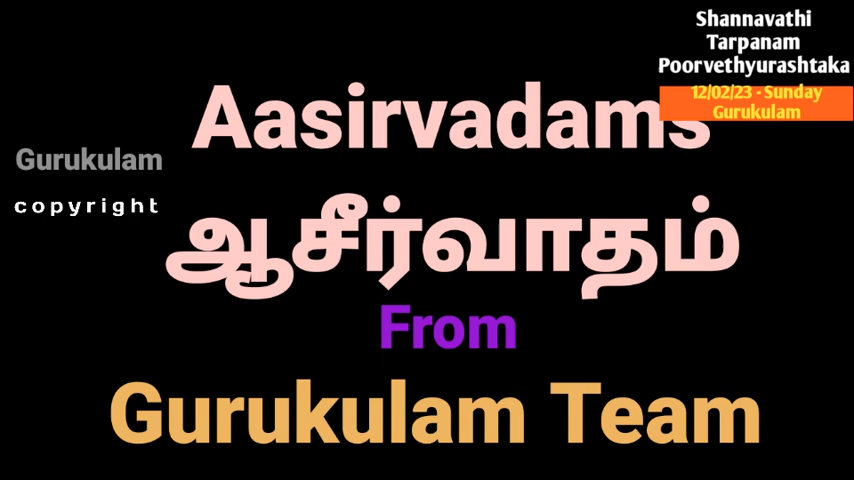 Shannavathi
Tarpanam
Poorvethyurashtaka
12/02/23 - Sunday
Gurukulam
Aasirvadams
Gurukulam
copyright
ஆசீர்வாதம்
From
Gurukulam Team